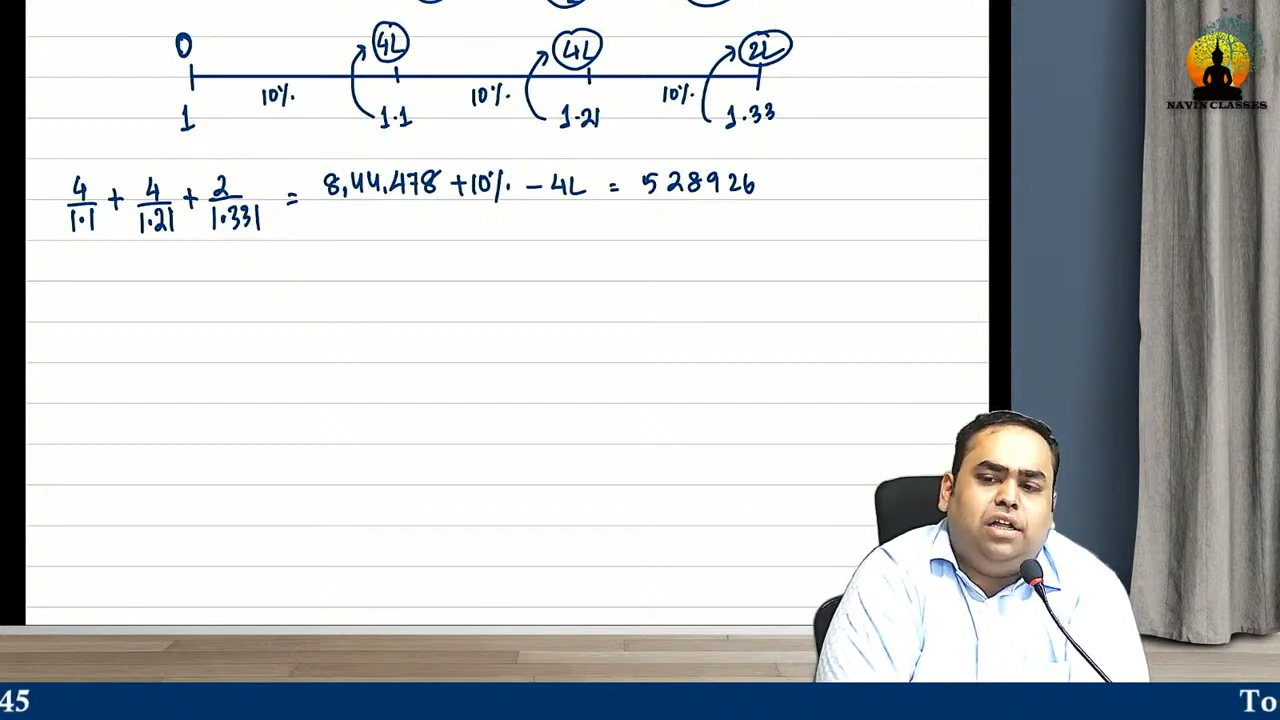 0 4L 4L 2L
10% 10% 10%
1 1.1 1.21 1.33
4/1.1 + 4/1.21 + 2/1.331 = 8,44,478 +10% - 4L = 528926
NAVIN CLASSES
45 To